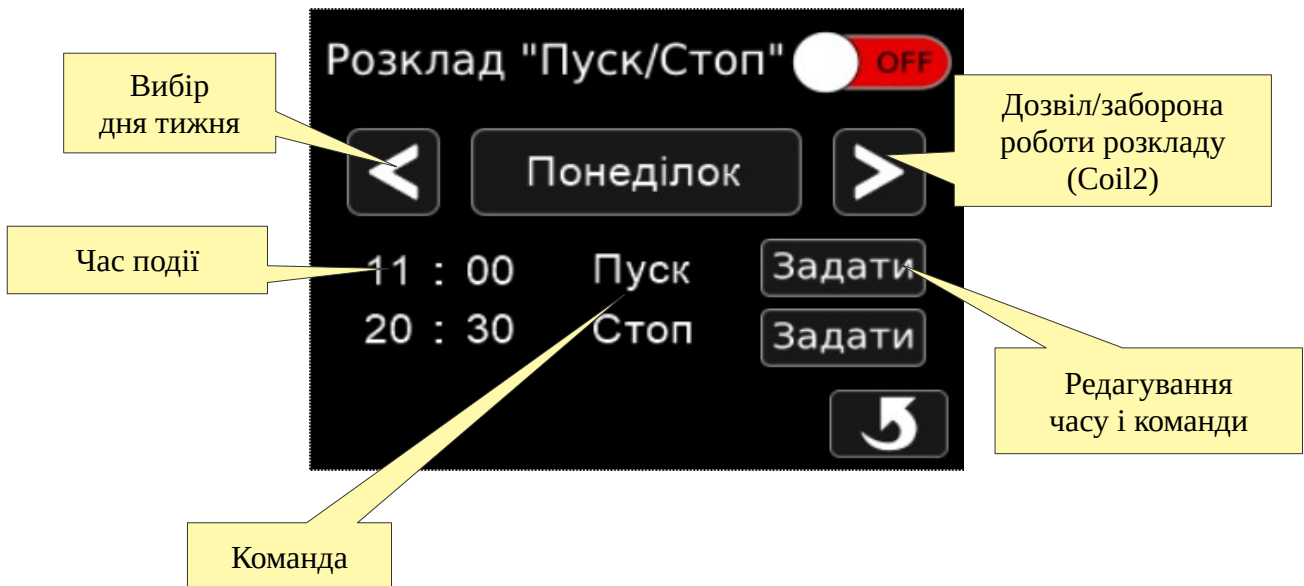 Розклад "Пуск/Стоп" OFF
Вибір
дня тижня
Дозвіл/заборона
роботи розкладу
(Coil2)
< Понеділок >
Час події
11 : 00 Пуск Задати
20 : 30 Стоп Задати
Редагування
часу і команди
Команда